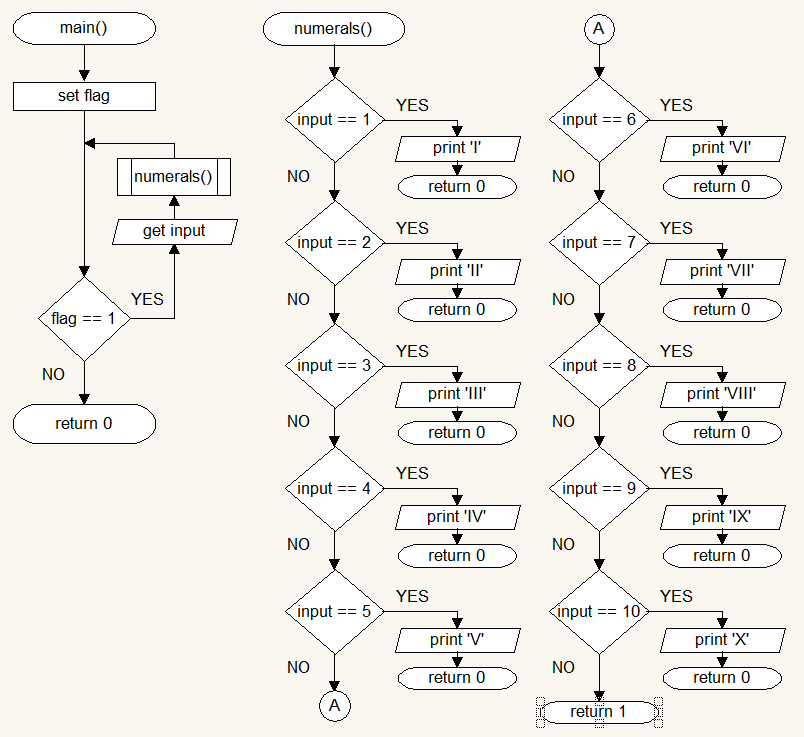 main()
set flag
numerals()
get input
flag == 1
YES
NO
return 0
numerals()
input == 1
YES
print 'I'
return 0
NO
input == 2
YES
print 'II'
return 0
NO
input == 3
YES
print 'III'
return 0
NO
input == 4
YES
print 'IV'
return 0
NO
input == 5
YES
print 'V'
return 0
NO
A
A
input == 6
YES
print 'VI'
return 0
NO
input == 7
YES
print 'VII'
return 0
NO
input == 8
YES
print 'VIII'
return 0
NO
input == 9
YES
print 'IX'
return 0
NO
input == 10
YES
print 'X'
return 0
NO
return 1